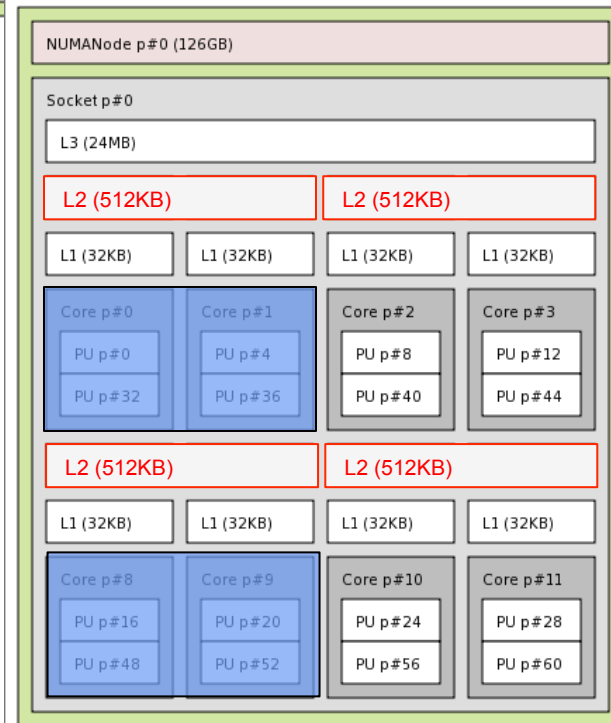 NUMANode p#0 (126GB)
Socket p#0
L3 (24MB)
L2 (512KB) L2 (512KB)
L1 (32KB) L1 (32KB) L1 (32KB) L1 (32KB)
Core p#0 Core p#1 Core p#2 Core p#3
PU p#0 PU p#4 PU p#8 PU p#12
PU p#32 PU p#36 PU p#40 PU p#44
L2 (512KB) L2 (512KB)
L1 (32KB) L1 (32KB) L1 (32KB) L1 (32KB)
Core p#8 Core p#9 Core p#10 Core p#11
PU p#16 PU p#20 PU p#24 PU p#28
PU p#48 PU p#52 PU p#56 PU p#60